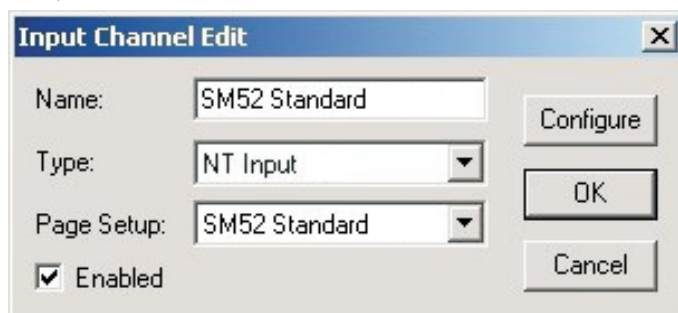 Input Channel Edit
Name: SM52 Standard
Configure
Type: NT Input
OK
Page Setup: SM52 Standard
Enabled
Cancel